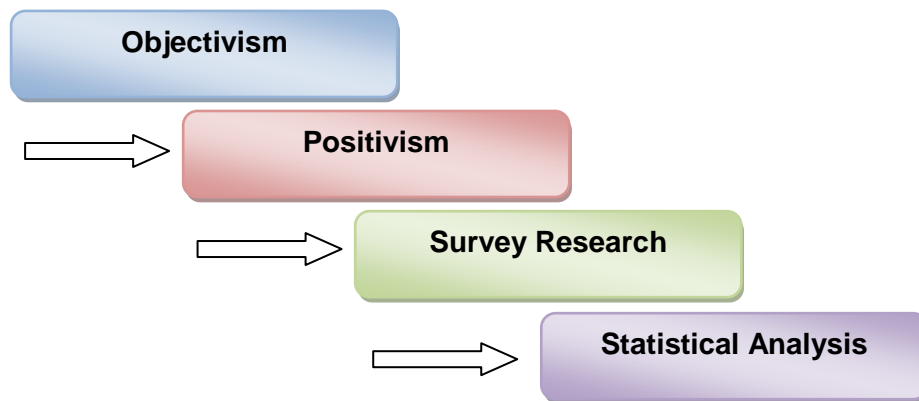 Objectivism
Positivism
Survey Research
Statistical Analysis